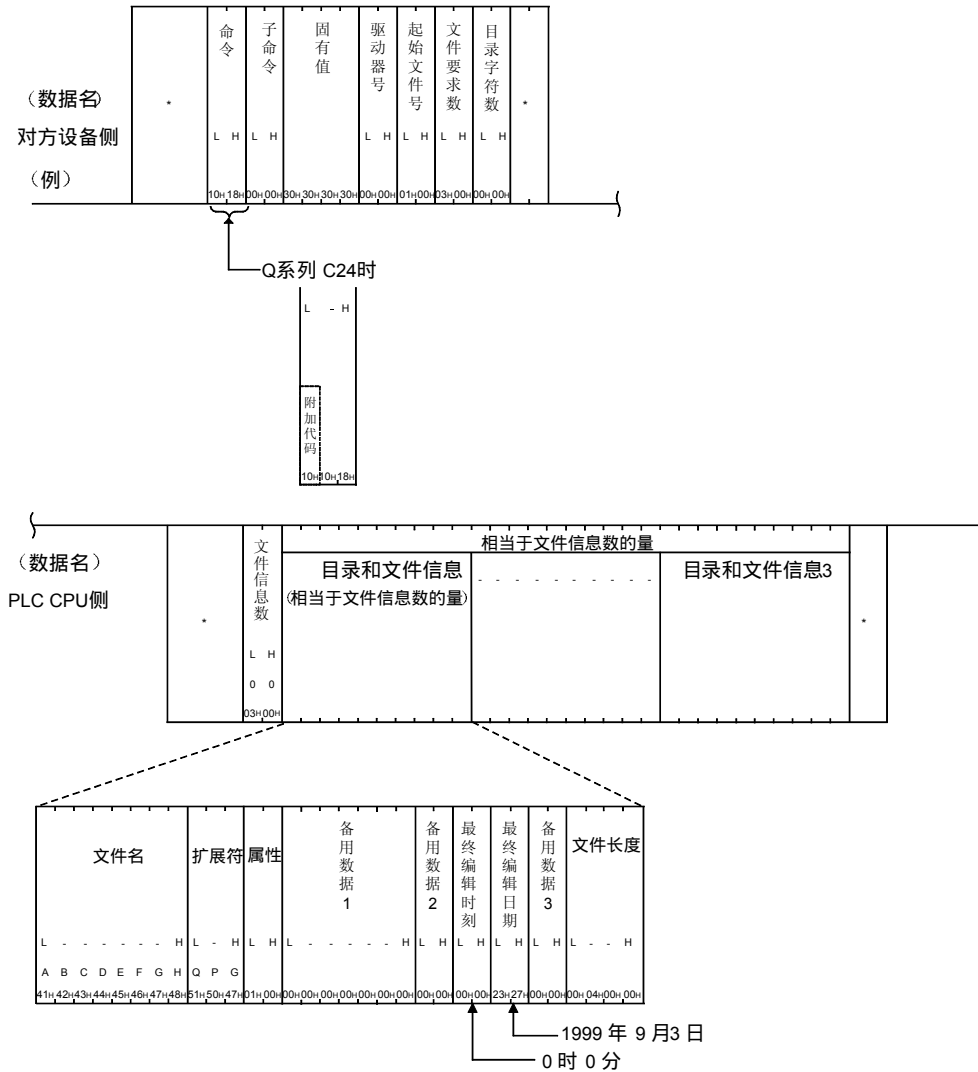 命令 子命令 固有值 驱动器号 起始文件号 文件要求数 目录字符数
（数据名）
* *
对方设备侧
L H L H L H L H L H L H
（例）
10H 18H 00H 00H 30H 30H 30H 30H 00H 00H 01H 00H 03H 00H 00H 00H
Q系列 C24时
L - H
附加代码
10H 10H 18H
相当于文件信息数的量
（数据名）
文件信息数
目录和文件信息 - - - - - - - - - - 目录和文件信息3
(相当于文件信息数的量)
PLC CPU侧
* *
L H
0 0
03H 00H
文件名 扩展符 属性 备用数据1 备用数据2 最终编辑时刻 最终编辑日期 备用数据3 文件长度
L - - - - - - H L - H L H L - - - - - H L H L H L H L H L - - H
A B C D E F G H Q P G
41H 42H 43H 44H 45H 46H 47H 48H 51H 50H 47H 01H 00H 00H 00H 00H 00H 00H 00H 00H 00H 00H 00H 00H 23H 27H 00H 00H 00H 04H 00H 00H
1999 年 9 月3 日
0 时 0 分